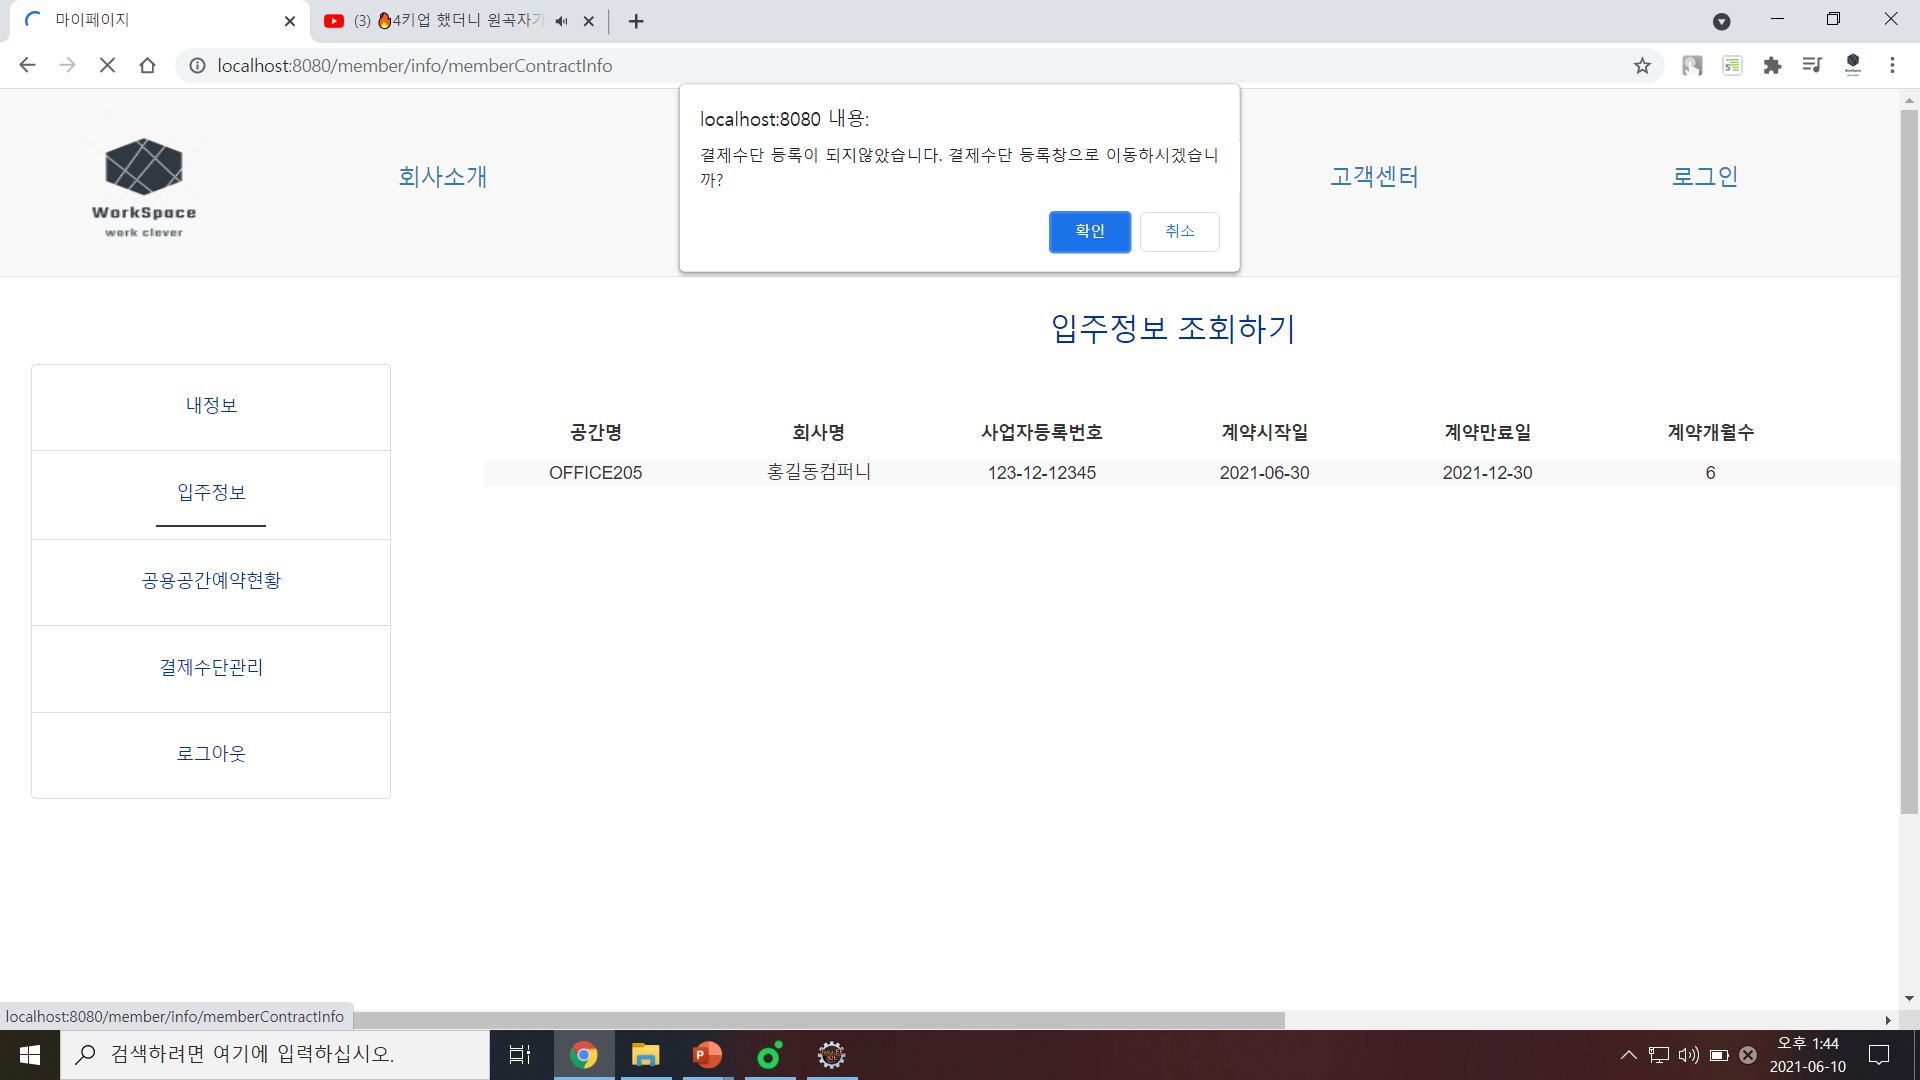 마이페이지
(3) 🔥4키업 했더니 원곡자가
localhost:8080/member/info/memberContractInfo
localhost:8080 내용:
결제수단 등록이 되지않았습니다. 결제수단 등록창으로 이동하시겠습니
까?
확인 취소
WorkSpace
work clever
회사소개
고객센터
로그인
입주정보 조회하기
내정보
입주정보
공용공간예약현황
결제수단관리
로그아웃
공간명 회사명 사업자등록번호 계약시작일 계약만료일 계약개월수
OFFICE205 홍길동컴퍼니 123-12-12345 2021-06-30 2021-12-30 6
localhost:8080/member/info/memberContractInfo
검색하려면 여기에 입력하십시오.
오후 1:44
2021-06-10